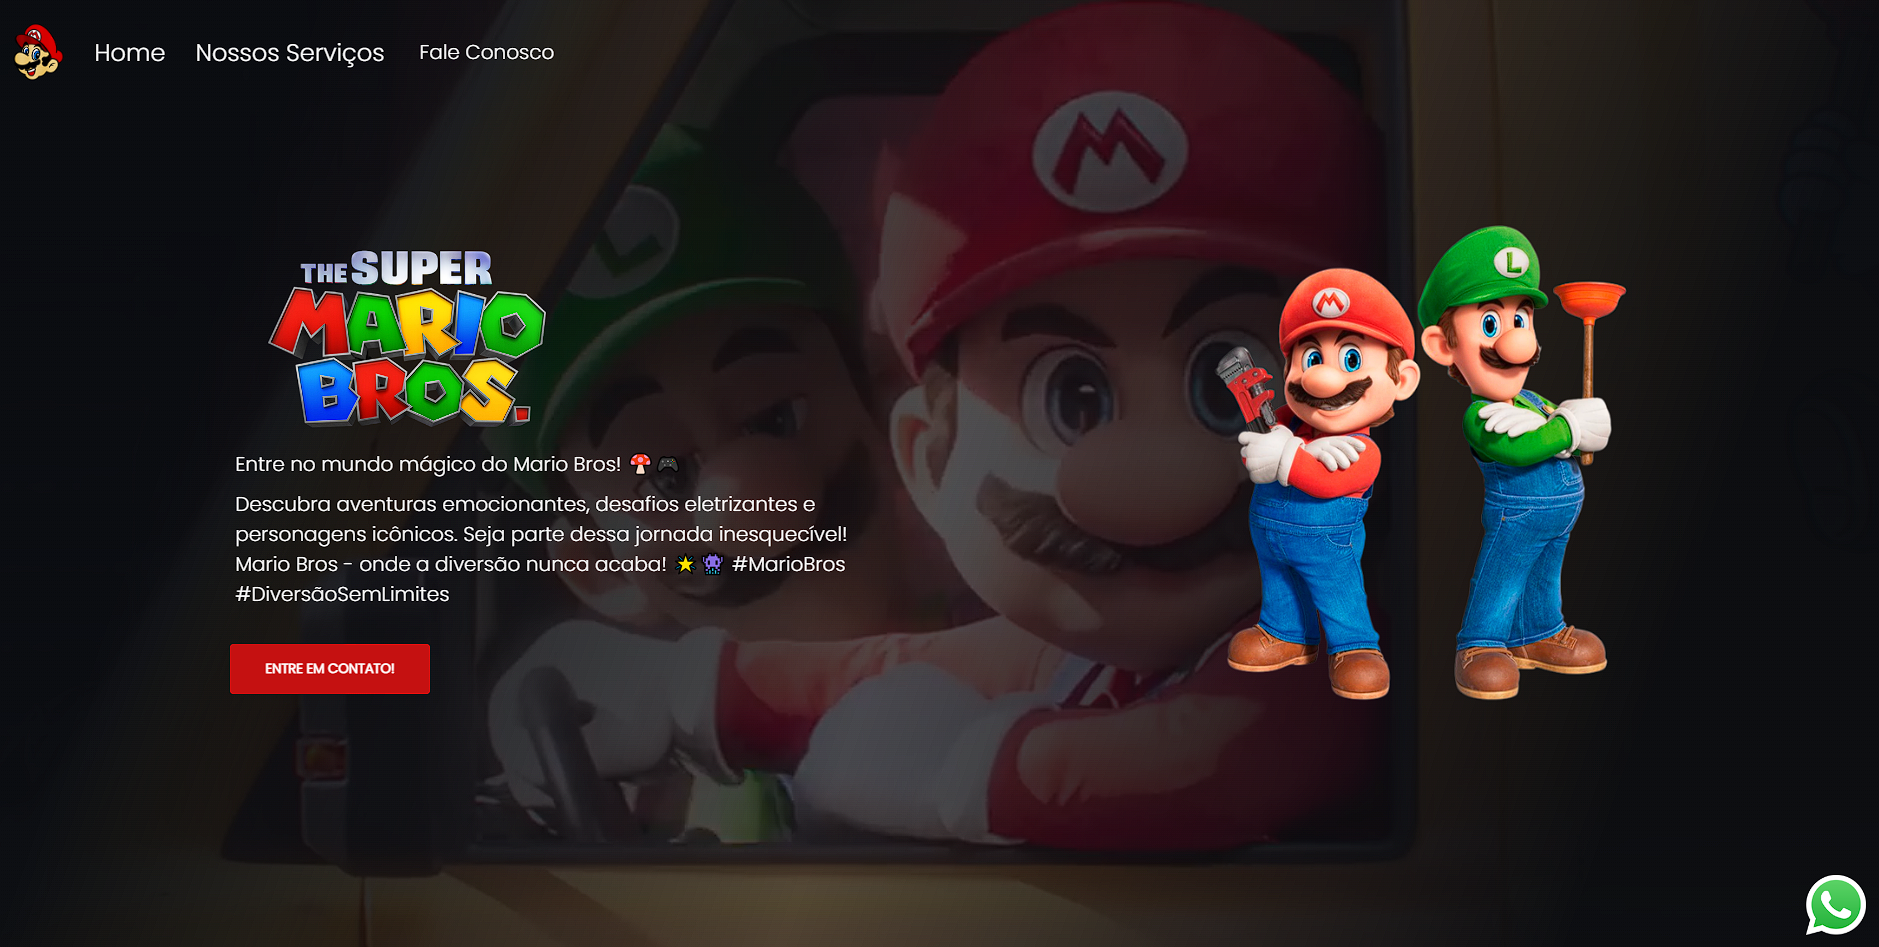 Home Nossos Serviços Fale Conosco
THE SUPER
MARIO
BROS.
Entre no mundo mágico do Mario Bros! 🍄🎮
Descubra aventuras emocionantes, desafios eletrizantes e
personagens icônicos. Seja parte dessa jornada inesquecível!
Mario Bros - onde a diversão nunca acaba! 🌟👾 #MarioBros
#DiversãoSemLimites
ENTRE EM CONTATO!
M
L
M
L